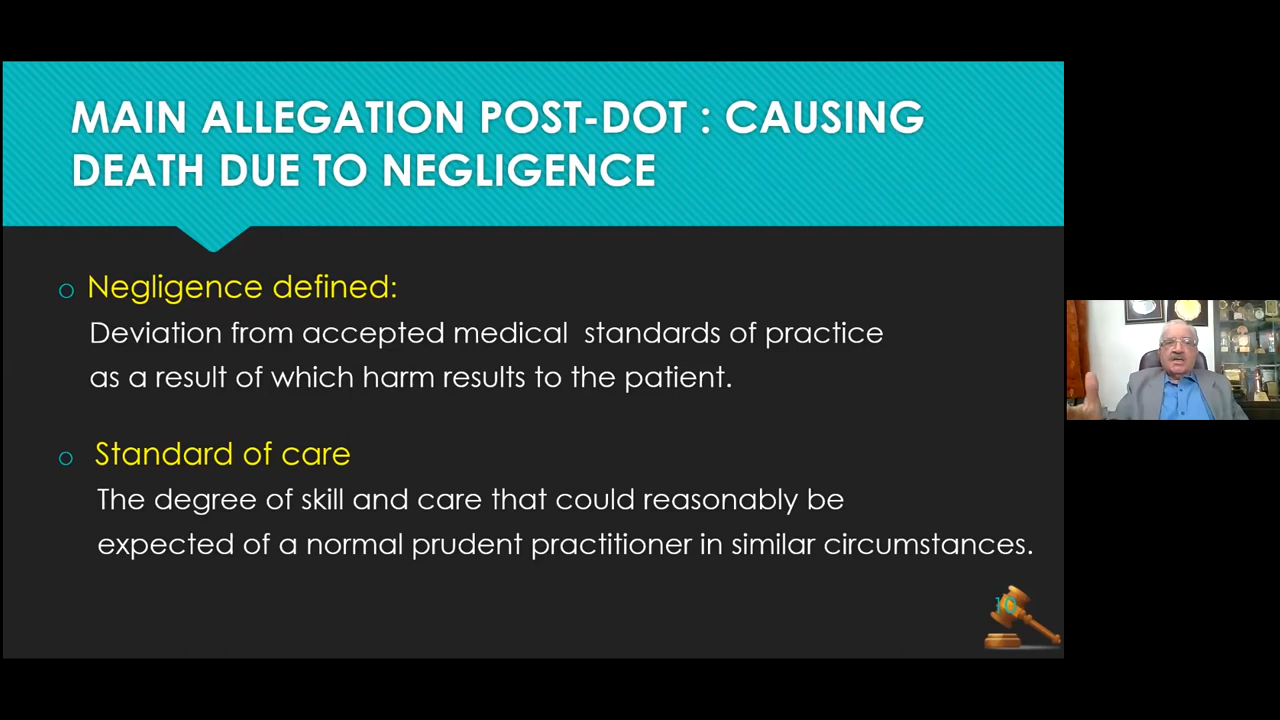 MAIN ALLEGATION POST-DOT : CAUSING
DEATH DUE TO NEGLIGENCE
o Negligence defined:
Deviation from accepted medical standards of practice
as a result of which harm results to the patient.
o Standard of care
The degree of skill and care that could reasonably be
expected of a normal prudent practitioner in similar circumstances.
10